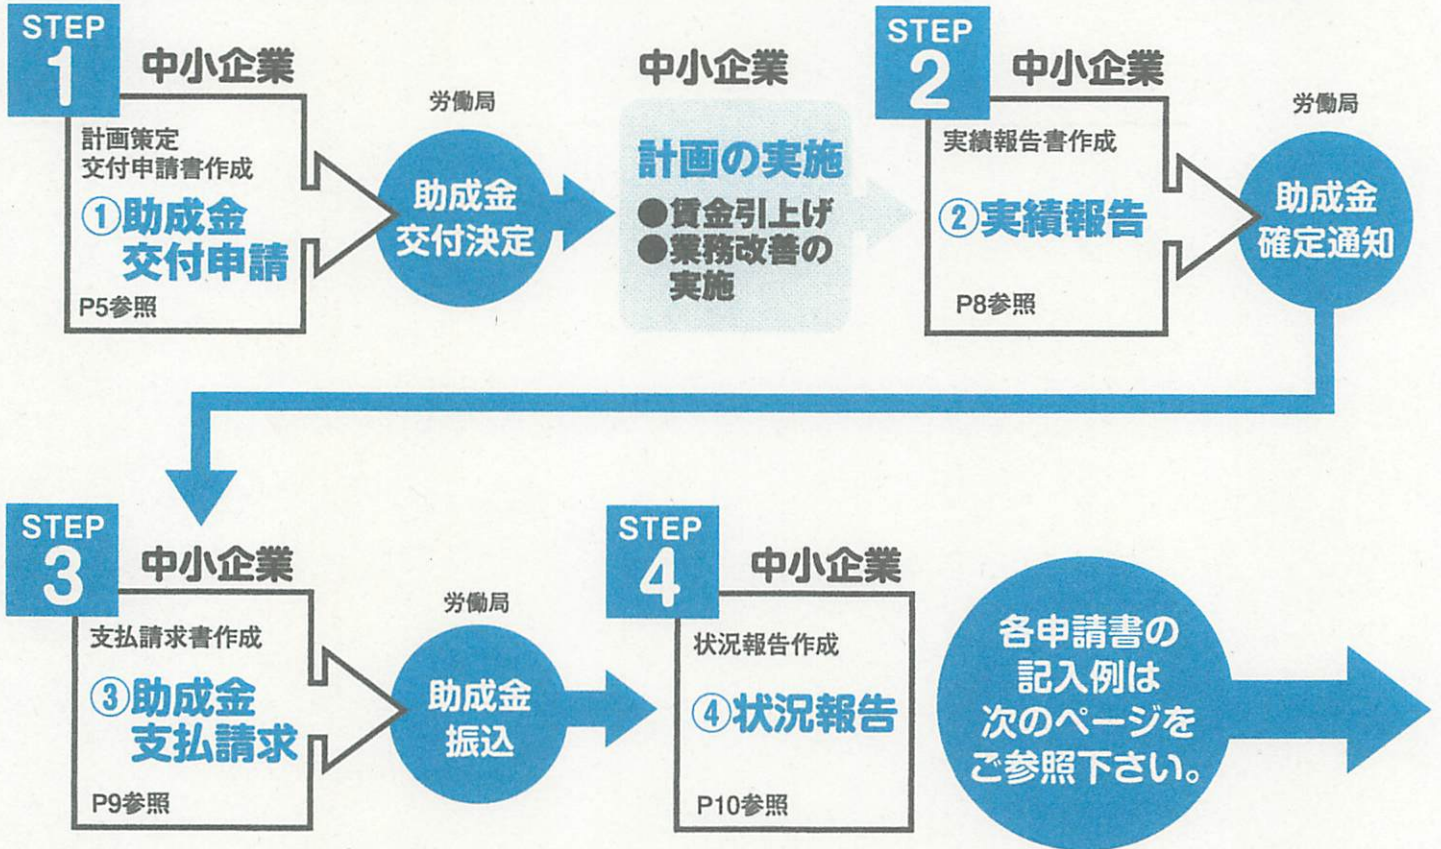 STEP
1
中小企業
計画策定
交付申請書作成
①助成金
交付申請
P5参照
労働局
助成金
交付決定
中小企業
計画の実施
●賃金引上げ
●業務改善の
実施
STEP
2
中小企業
実績報告書作成
②実績報告
P8参照
労働局
助成金
確定通知
STEP
3
中小企業
支払請求書作成
③助成金
支払請求
P9参照
労働局
助成金
振込
STEP
4
中小企業
状況報告作成
④状況報告
P10参照
各申請書の
記入例は
次のページを
ご参照下さい。